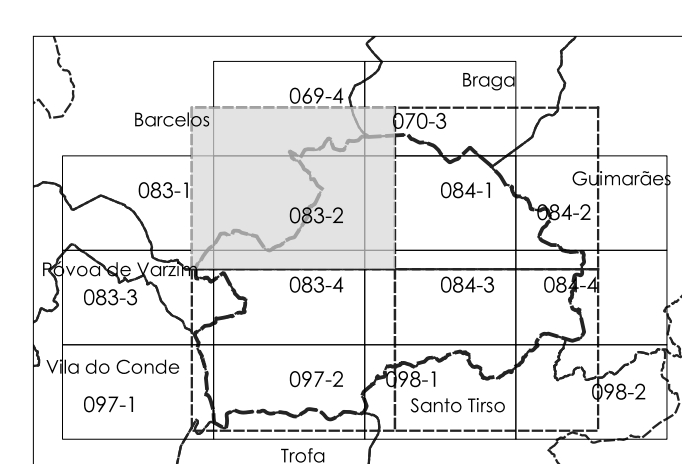 Braga
069-4
Barcelos
070-3
Guimarães
083-1
084-1
084-2
083-2
Póvoa de Varzim
083-3
083-4
084-3
084-4
Vila do Conde
097-1
097-2
098-1
098-2
Santo Tirso
Trofa